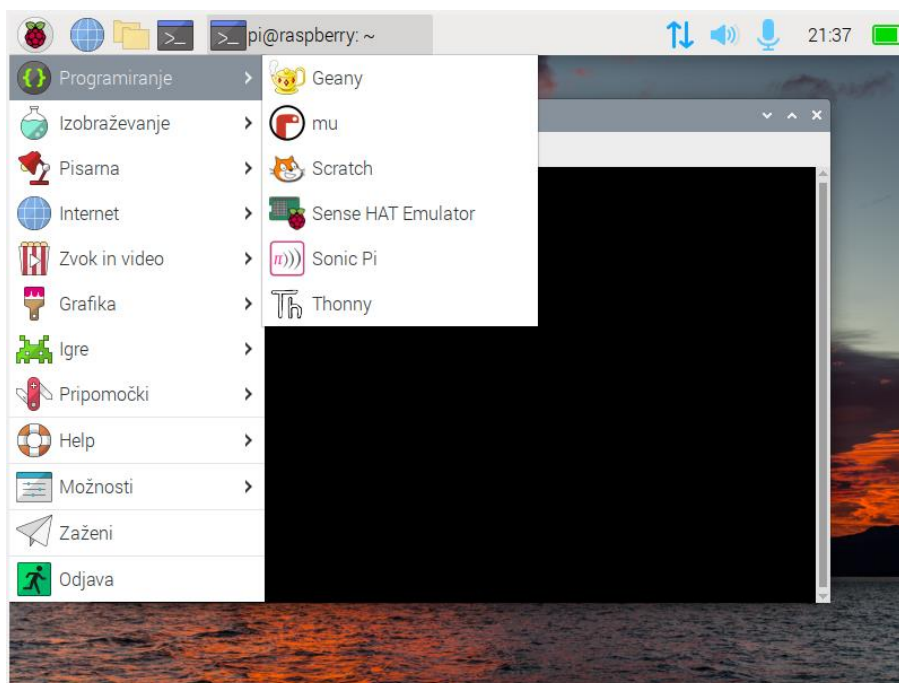 pi@raspberry: ~
21:37
Programiranje
Izobraževanje
Pisarna
Internet
Zvok in video
Grafika
Igre
Pripomočki
Help
Možnosti
Zaženi
Odjava
Geany
mu
Scratch
Sense HAT Emulator
Sonic Pi
Thonny